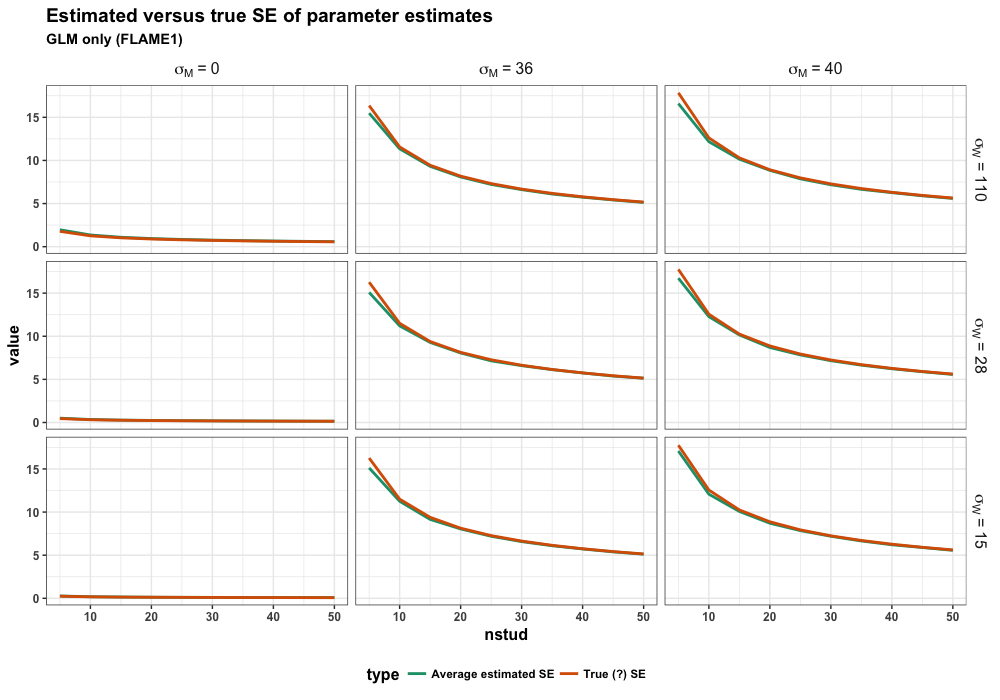 Estimated versus true SE of parameter estimates
GLM only (FLAME1)
σM = 0
σM = 36
σM = 40
15
10
5
0
σW = 110
15
10
5
0
σW = 28
15
10
5
0
σW = 15
value
10 20 30 40 50
10 20 30 40 50
10 20 30 40 50
nstud
type Average estimated SE True (?) SE